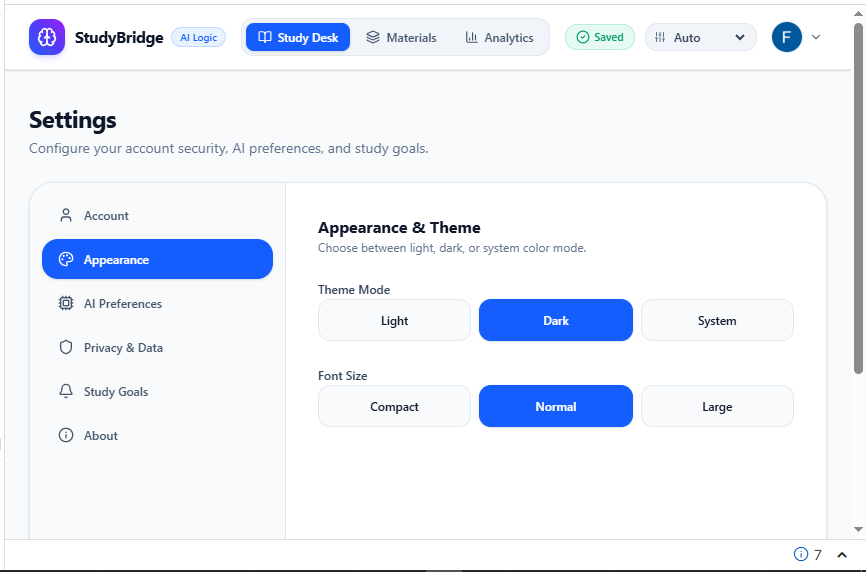 StudyBridge
AI Logic
Study Desk
Materials
Analytics
Saved
Auto
F
Settings
Configure your account security, AI preferences, and study goals.
Account
Appearance
AI Preferences
Privacy & Data
Study Goals
About
Appearance & Theme
Choose between light, dark, or system color mode.
Theme Mode
Light
Dark
System
Font Size
Compact
Normal
Large
7